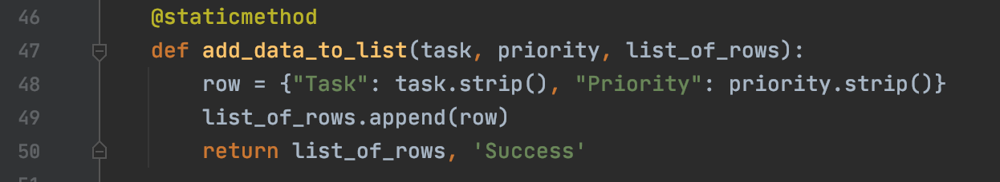 46 @staticmethod
47 def add_data_to_list(task, priority, list_of_rows):
48 row = {"Task": task.strip(), "Priority": priority.strip()}
49 list_of_rows.append(row)
50 return list_of_rows, 'Success'